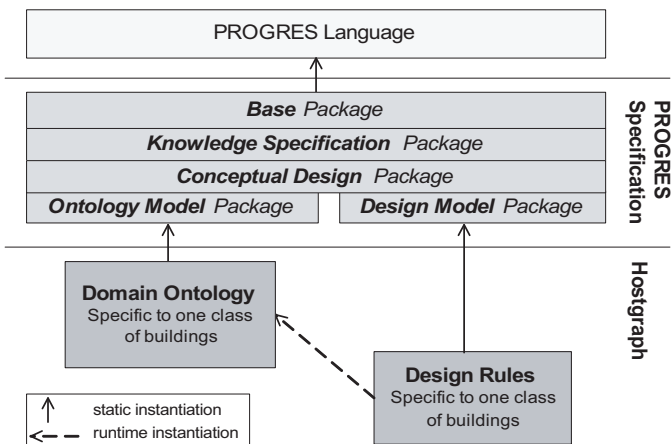 PROGRES Language
Base Package
Knowledge Specification Package
Conceptual Design Package
Ontology Model Package
Design Model Package
PROGRES
Specification
Domain Ontology
Specific to one class
of buildings
Hostgraph
Design Rules
Specific to one class
of buildings
static instantiation
runtime instantiation